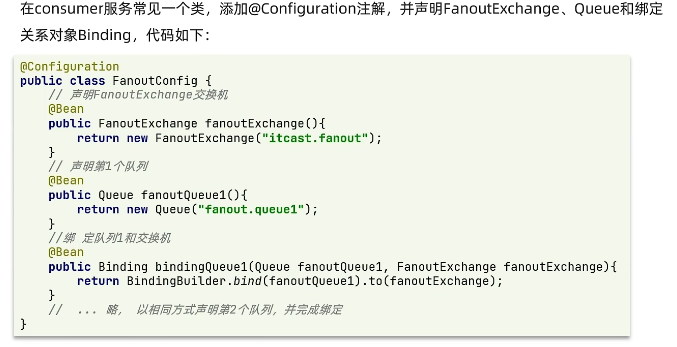 在consumer服务常见一个类，添加@Configuration注解，并声明FanoutExchange、Queue和绑定
关系对象Binding，代码如下：
@Configuration
public class FanoutConfig {
    // 声明FanoutExchange交换机
    @Bean
    public FanoutExchange fanoutExchange(){
        return new FanoutExchange("itcast.fanout");
    }
    // 声明第1个队列
    @Bean
    public Queue fanoutQueue1(){
        return new Queue("fanout.queue1");
    }
    //绑 定队列1和交换机
    @Bean
    public Binding bindingQueue1(Queue fanoutQueue1, FanoutExchange fanoutExchange){
        return BindingBuilder.bind(fanoutQueue1).to(fanoutExchange);
    }
    //  ... 略， 以相同方式声明第2个队列，并完成绑定
}